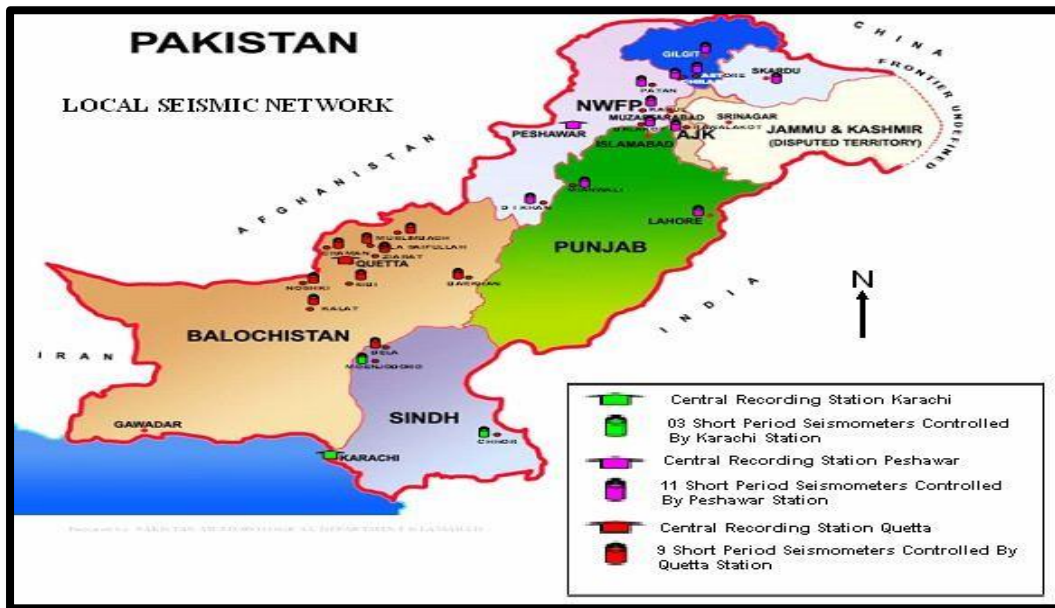 PAKISTAN
LOCAL SEISMIC NETWORK
CHINA
FRONTIER UNDEFINED
GILGIT
SKARDU
PATAN
NWFP
SRINAGAR
PESHAWAR
AJK
JAMMU & KASHMIR
(DISPUTED TERRITORY)
ISLAMABAD
AFGHANISTAN
MIANWALI
D I KHAN
LAHORE
PUNJAB
ZIARAT
QUETTA
SIBI
BARKHAN
NOSHKI
KALAT
INDIA
N
BALOCHISTAN
IRAN
BELA
MOENJODORO
SINDH
GAWADAR
CHHOR
KARACHI
Central Recording Station Karachi
03 Short Period Seismometers Controlled
By Karachi Station
Central Recording Station Peshawar
11 Short Period Seismometers Controlled
By Peshawar Station
Central Recording Station Quetta
9 Short Period Seismometers Controlled By
Quetta Station